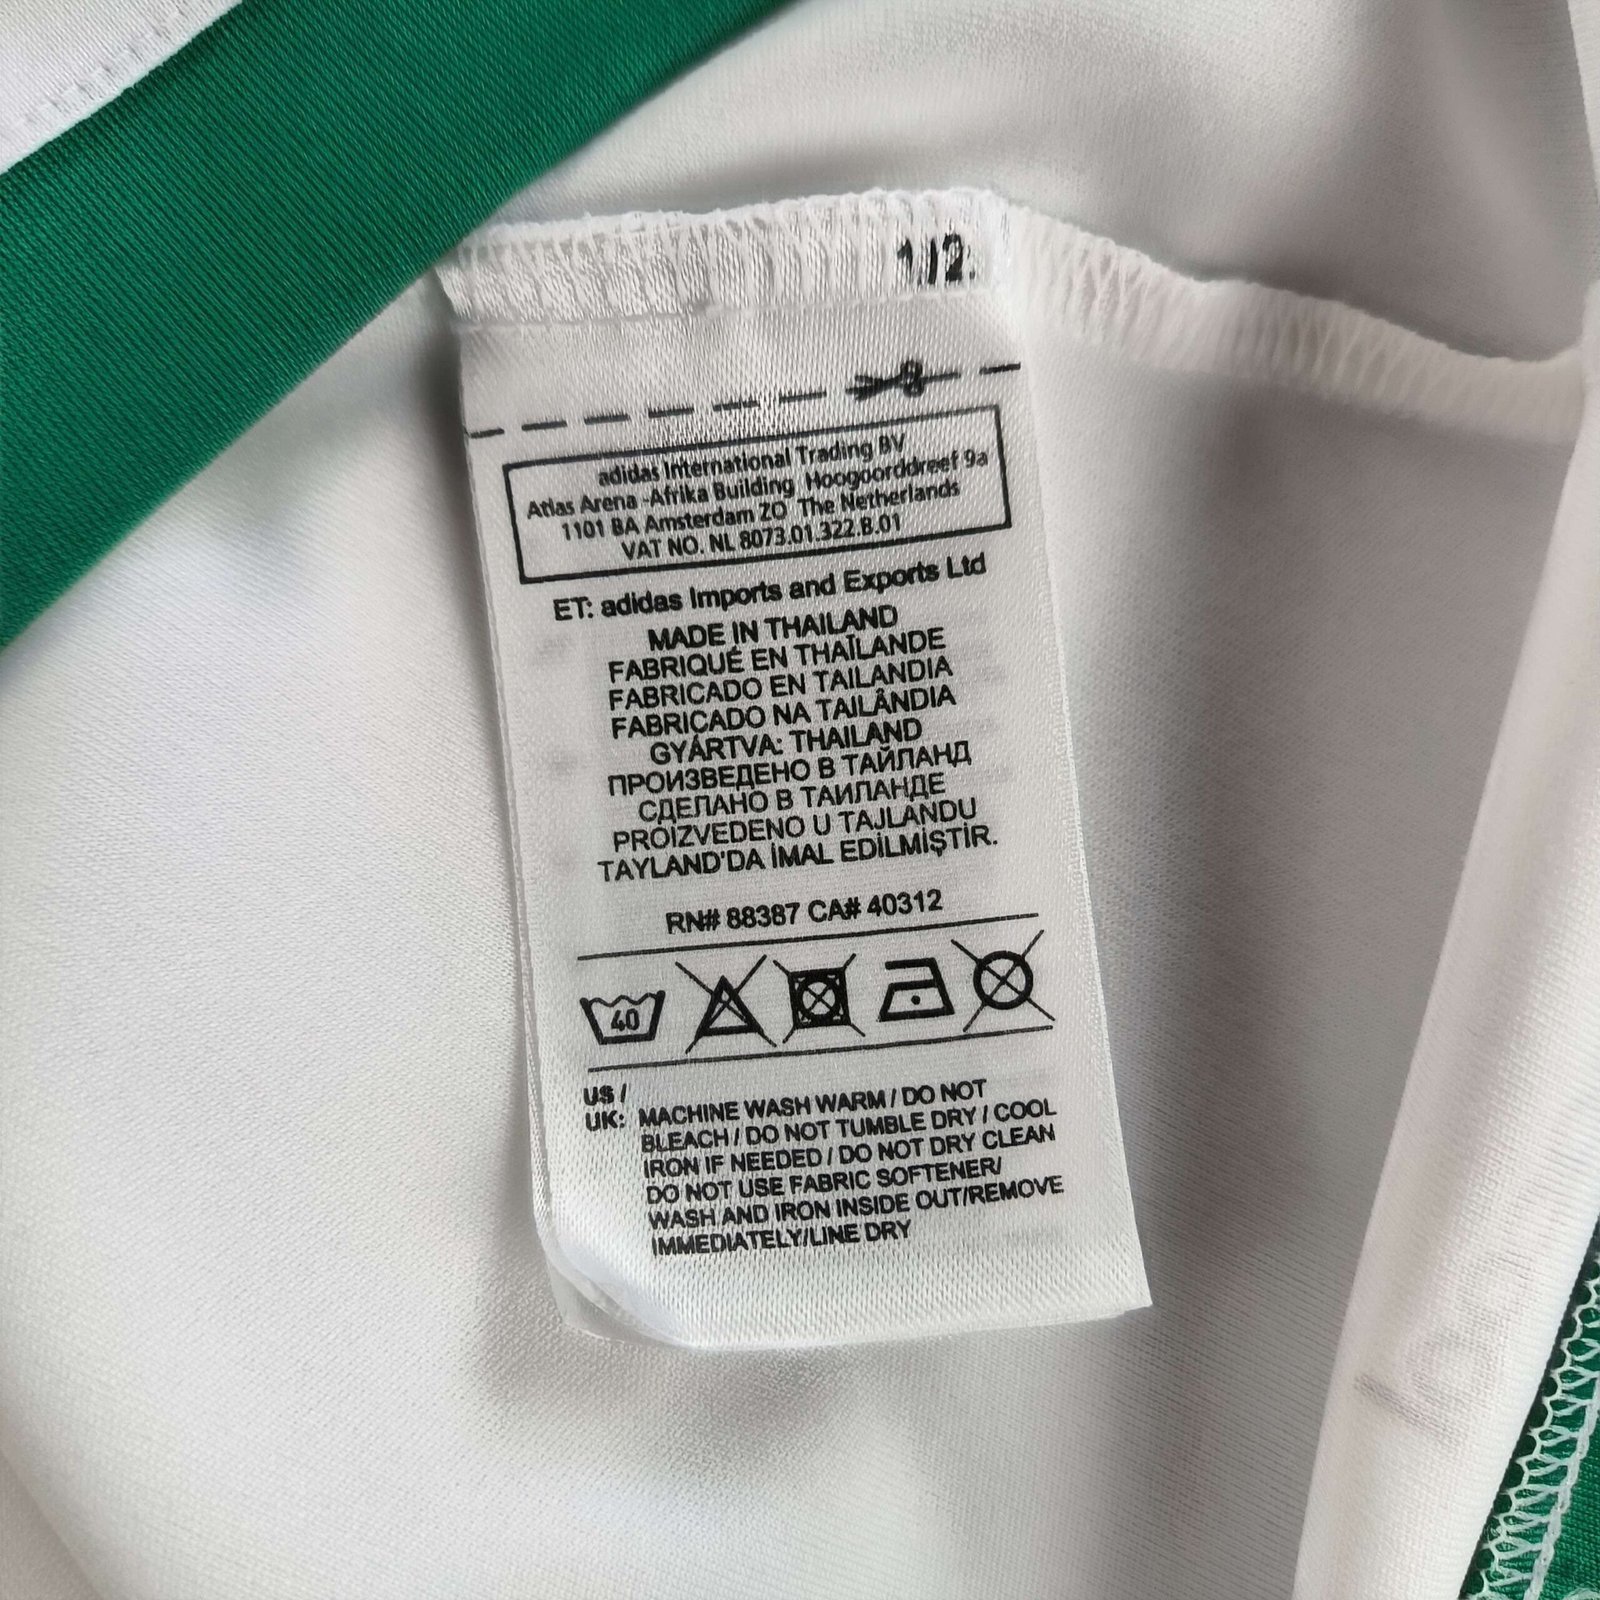 1/2.
adidas International Trading BV
Atlas Arena -Afrika Building Hoogoorddreef 9a
1101 BA Amsterdam ZO The Netherlands
VAT NO. NL 8073.01.322.B.01
ET: adidas Imports and Exports Ltd
MADE IN THAILAND
FABRIQUÉ EN THAÏLANDE
FABRICADO EN TAILANDIA
FABRICADO NA TAILÂNDIA
GYÁRTVA: THAILAND
ПРОИЗВЕДЕНО В ТАЙЛАНД
СДЕЛАНО В ТАИЛАНДЕ
PROIZVEDENO U TAJLANDU
TAYLAND'DA İMAL EDİLMİŞTİR.
RN# 88387 CA# 40312
40
US /
UK: MACHINE WASH WARM / DO NOT
BLEACH / DO NOT TUMBLE DRY / COOL
IRON IF NEEDED / DO NOT DRY CLEAN
DO NOT USE FABRIC SOFTENER/
WASH AND IRON INSIDE OUT/REMOVE
IMMEDIATELY/LINE DRY